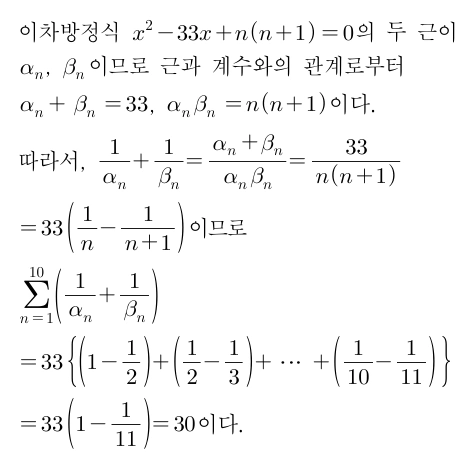 이차방정식 x² − 33x + n(n+1) = 0의 두 근이
αₙ, βₙ이므로 근과 계수와의 관계로부터
αₙ + βₙ = 33, αₙβₙ = n(n+1)이다.
따라서, 1/αₙ + 1/βₙ = (αₙ+βₙ)/(αₙβₙ) = 33/(n(n+1))
= 33(1/n − 1/(n+1))이므로
∑_{n=1}^{10}(1/αₙ + 1/βₙ)
= 33{(1 − 1/2) + (1/2 − 1/3) + ⋯ + (1/10 − 1/11)}
= 33(1 − 1/11) = 30이다.